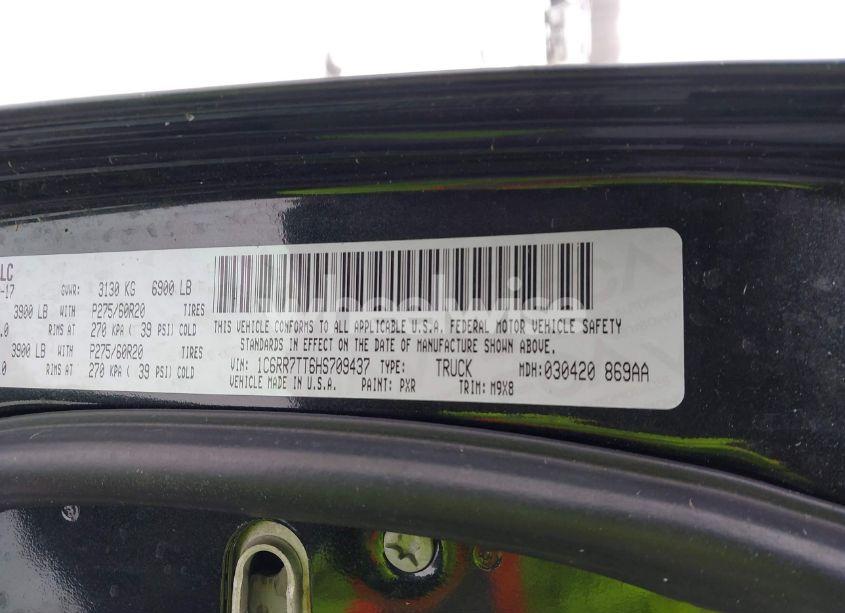 LC
-17 GVWR: 3130 KG 6900 LB
3900 LB WITH P275/60R20 TIRES
.0 RIMS AT 270 KPA ( 39 PSI) COLD
3900 LB WITH P275/60R20 TIRES
.0 RIMS AT 270 KPA ( 39 PSI) COLD
wheelwise
THIS VEHICLE CONFORMS TO ALL APPLICABLE U.S.A. FEDERAL MOTOR VEHICLE SAFETY
STANDARDS IN EFFECT ON THE DATE OF MANUFACTURE SHOWN ABOVE.
VIN: 1C6RR7TT6HS709437 TYPE: TRUCK MDH: 030420 869AA
VEHICLE MADE IN U.S.A. PAINT: PXR TRIM: M9X8